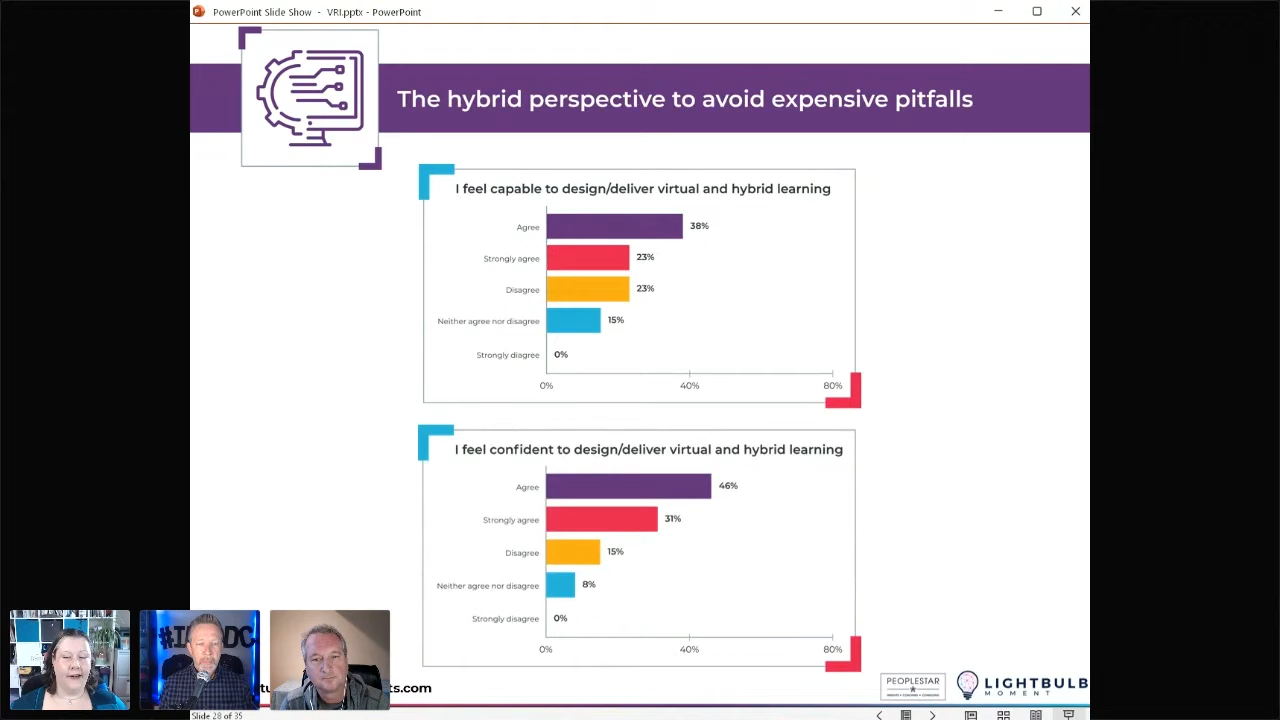 PowerPoint Slide Show - VRI.pptx - PowerPoint
The hybrid perspective to avoid expensive pitfalls
I feel capable to design/deliver virtual and hybrid learning
Agree 38%
Strongly agree 23%
Disagree 23%
Neither agree nor disagree 15%
Strongly diagree 0%
0% 40% 80%
I feel confident to design/deliver virtual and hybrid learning
Agree 46%
Strongly agree 31%
Disagree 15%
Neither agree nor disagree 8%
Strongly disagree 0%
0% 40% 80%
PEOPLESTAR
LIGHTBULB
MOMENT
Slide 28 of 35